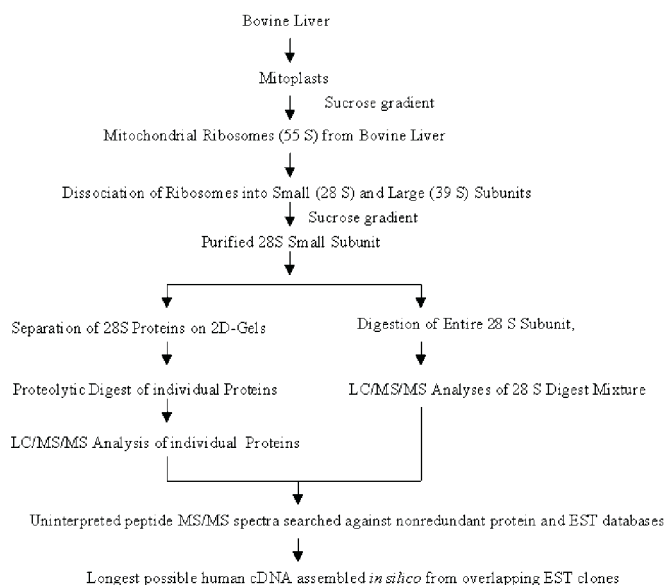 Bovine Liver
Mitoplasts
Sucrose gradient
Mitochondrial Ribosomes (55 S) from Bovine Liver
Dissociation of Ribosomes into Small (28 S) and Large (39 S) Subunits
Sucrose gradient
Purified 28S Small Subunit
Separation of 28S Proteins on 2D-Gels
Proteolytic Digest of individual Proteins
LC/MS/MS Analysis of individual Proteins
Digestion of Entire 28 S Subunit,
LC/MS/MS Analyses of 28 S Digest Mixture
Uninterpreted peptide MS/MS spectra searched against nonredundant protein and EST databases
Longest possible human cDNA assembled in silico from overlapping EST clones